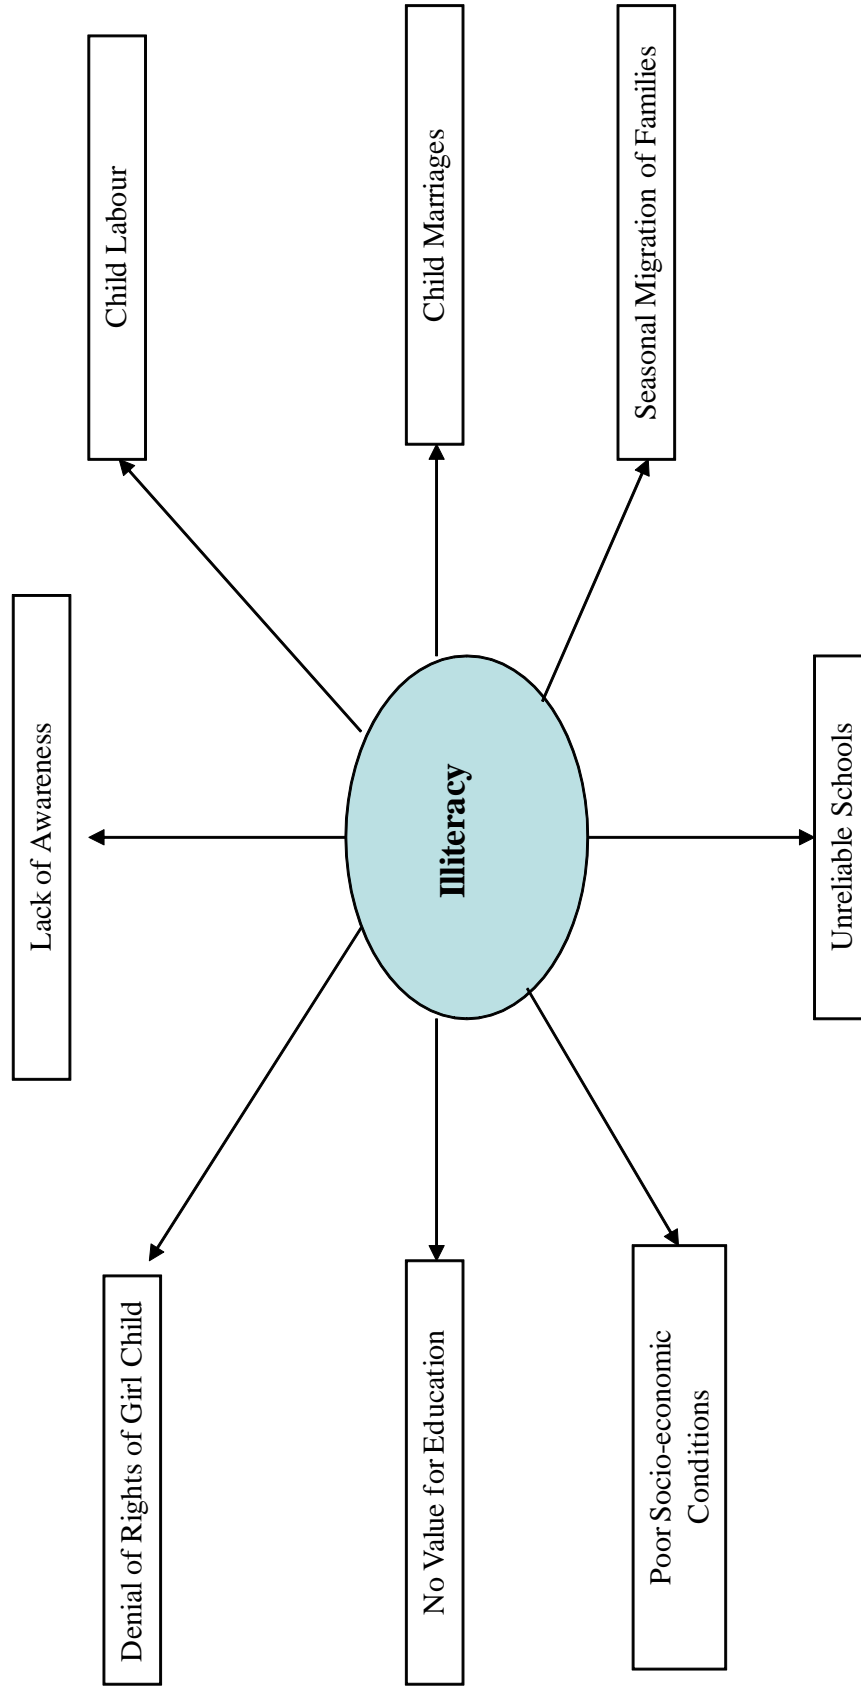 Lack of Awareness
Denial of Rights of Girl Child
Child Labour
Illiteracy
No Value for Education
Child Marriages
Poor Socio-economic
Conditions
Seasonal Migration of Families
Unreliable Schools